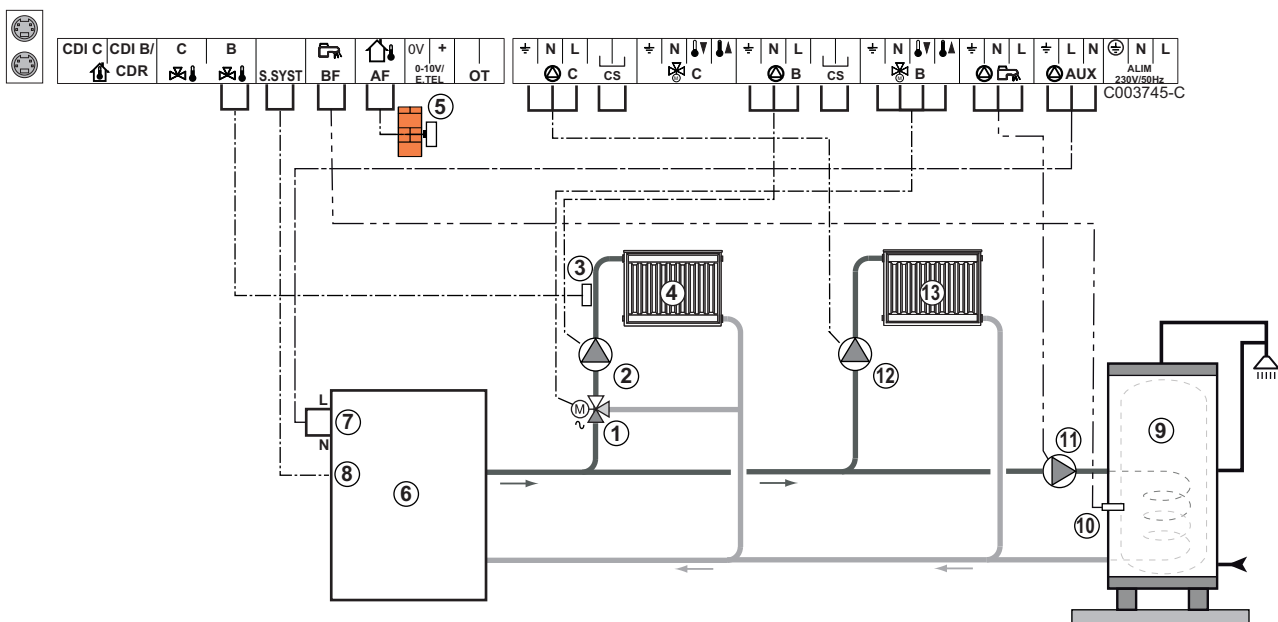 CDI C CDI B/ CDR C B S.SYST BF AF 0V + 0-10V/ E.TEL OT
N L C CS N C N L B CS N B N L L N AUX N L ALIM 230V/50Hz
C003745-C
5
3
4
13
2
12
M
1
L
7
N
8
6
11
9
10